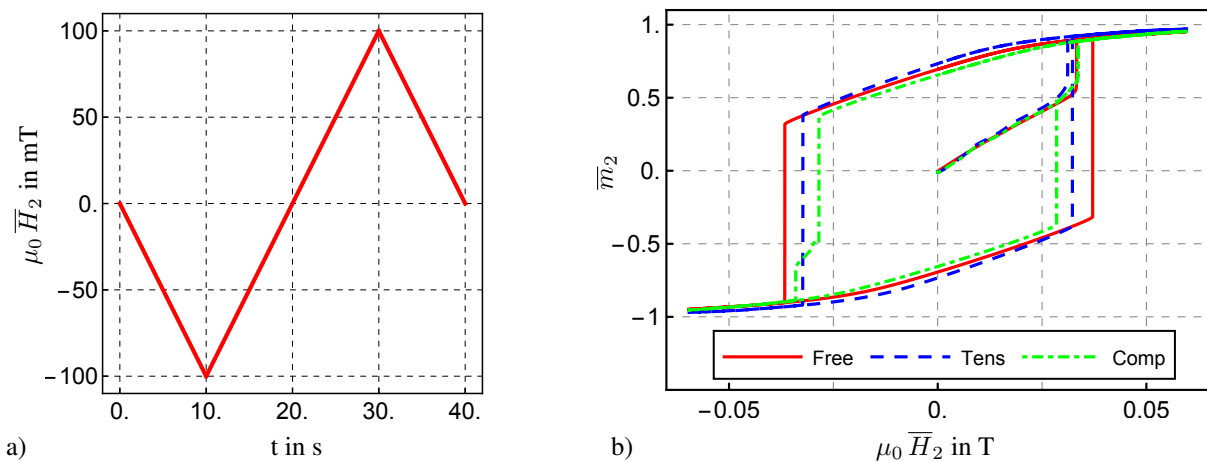 100
50
0.
−50
−100
μ₀ H̅₂ in mT
0. 10. 20. 30. 40.
t in s
a)
1.
0.5
0.
−0.5
−1
m̅₂
Free Tens Comp
−0.05 0. 0.05
μ₀ H̅₂ in T
b)